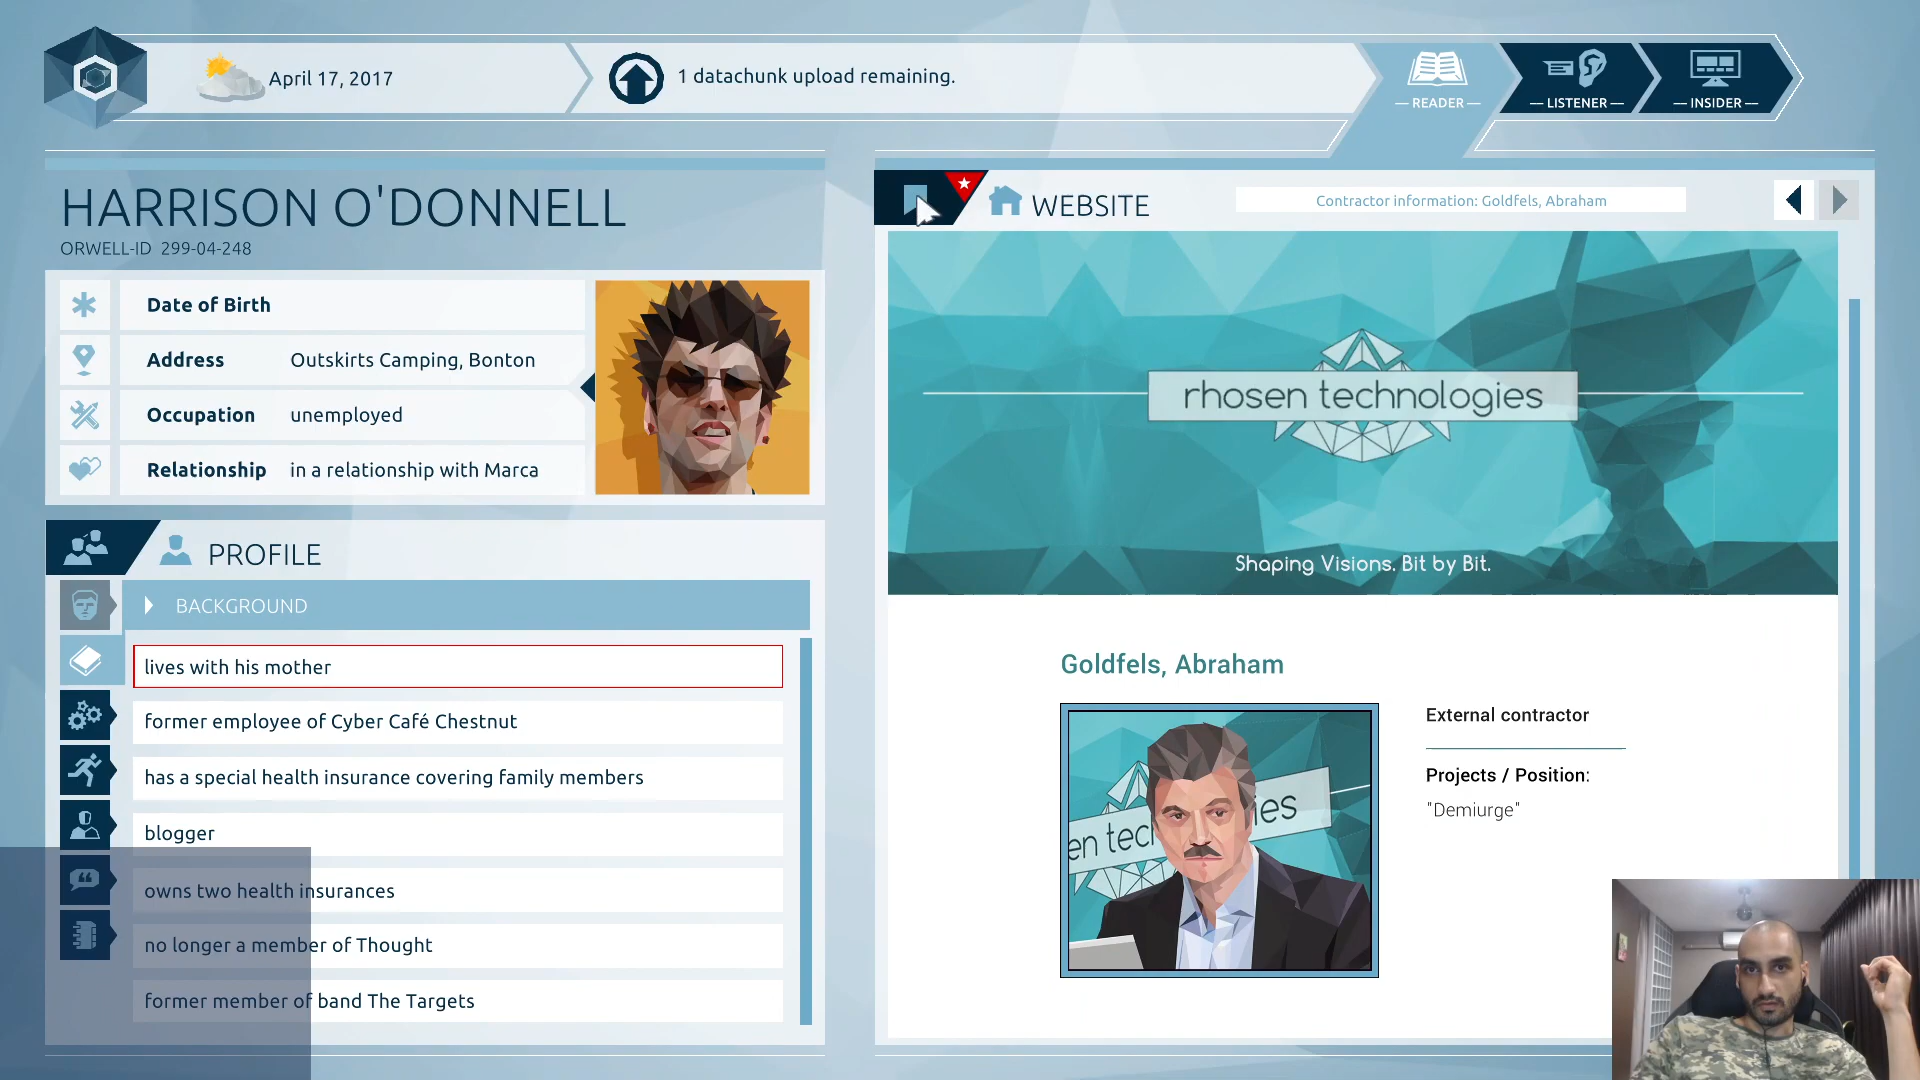 April 17, 2017
1 datachunk upload remaining.
READER
LISTENER
INSIDER
HARRISON O'DONNELL
ORWELL-ID 299-04-248
Date of Birth
Address Outskirts Camping, Bonton
Occupation unemployed
Relationship in a relationship with Marca
PROFILE
BACKGROUND
lives with his mother
former employee of Cyber Café Chestnut
has a special health insurance covering family members
blogger
owns two health insurances
no longer a member of Thought
former member of band The Targets
WEBSITE
Contractor information: Goldfels, Abraham
rhosen technologies
Shaping Visions. Bit by Bit.
Goldfels, Abraham
en tec ies
External contractor
Projects / Position:
"Demiurge"